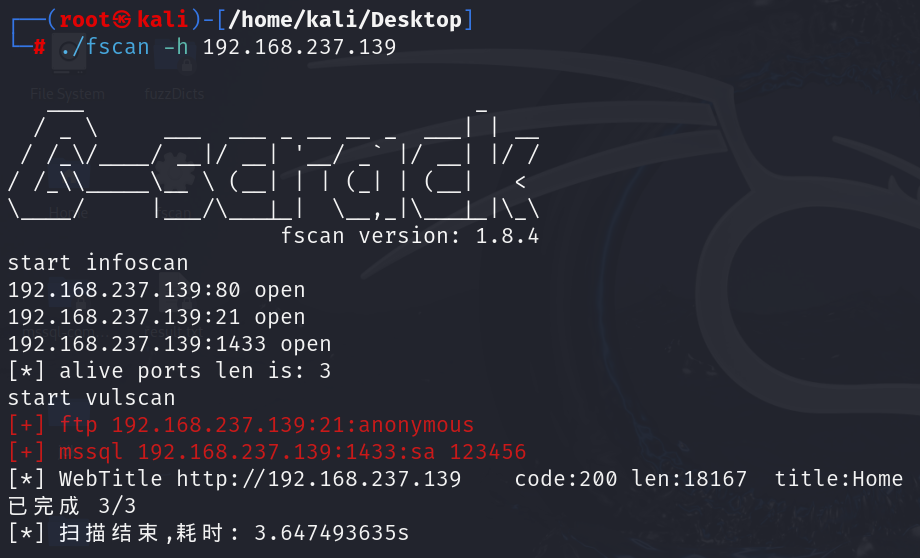 ┌──(root㉿kali)-[/home/kali/Desktop]
└─# ./fscan -h 192.168.237.139
File System fuzzDicts
fscan version: 1.8.4
start infoscan
192.168.237.139:80 open
192.168.237.139:21 open
192.168.237.139:1433 open
[*] alive ports len is: 3
start vulscan
[+] ftp 192.168.237.139:21:anonymous
[+] mssql 192.168.237.139:1433:sa 123456
[*] WebTitle http://192.168.237.139 code:200 len:18167 title:Home
已完成 3/3
[*] 扫描结束,耗时: 3.647493635s